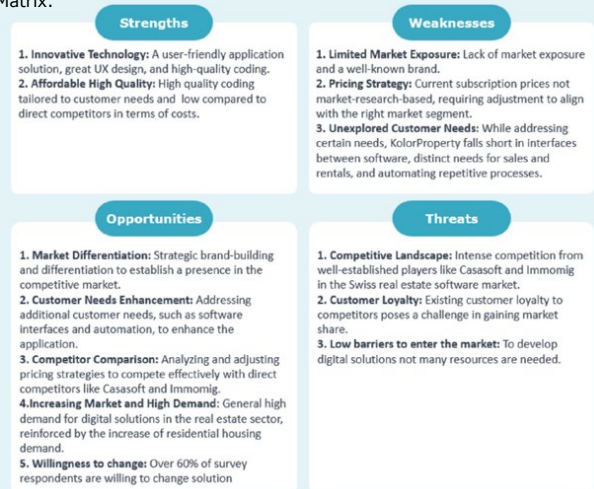 Matrix.
Strengths
1. Innovative Technology: A user-friendly application
solution, great UX design, and high-quality coding.
2. Affordable High Quality: High quality coding
tailored to customer needs and low compared to
direct competitors in terms of costs.
Weaknesses
1. Limited Market Exposure: Lack of market exposure
and a well-known brand.
2. Pricing Strategy: Current subscription prices not
market-research-based, requiring adjustment to align
with the right market segment.
3. Unexplored Customer Needs: While addressing
certain needs, KolorProperty falls short in interfaces
between software, distinct needs for sales and
rentals, and automating repetitive processes.
Opportunities
1. Market Differentiation: Strategic brand-building
and differentiation to establish a presence in the
competitive market.
2. Customer Needs Enhancement: Addressing
additional customer needs, such as software
interfaces and automation, to enhance the
application.
3. Competitor Comparison: Analyzing and adjusting
pricing strategies to compete effectively with direct
competitors like Casasoft and Immomig.
4.Increasing Market and High Demand: General high
demand for digital solutions in the real estate sector,
reinforced by the increase of residential housing
demand.
5. Willingness to change: Over 60% of survey
respondents are willing to change solution
Threats
1. Competitive Landscape: Intense competition from
well-established players like Casasoft and Immomig
in the Swiss real estate software market.
2. Customer Loyalty: Existing customer loyalty to
competitors poses a challenge in gaining market
share.
3. Low barriers to enter the market: To develop
digital solutions not many resources are needed.